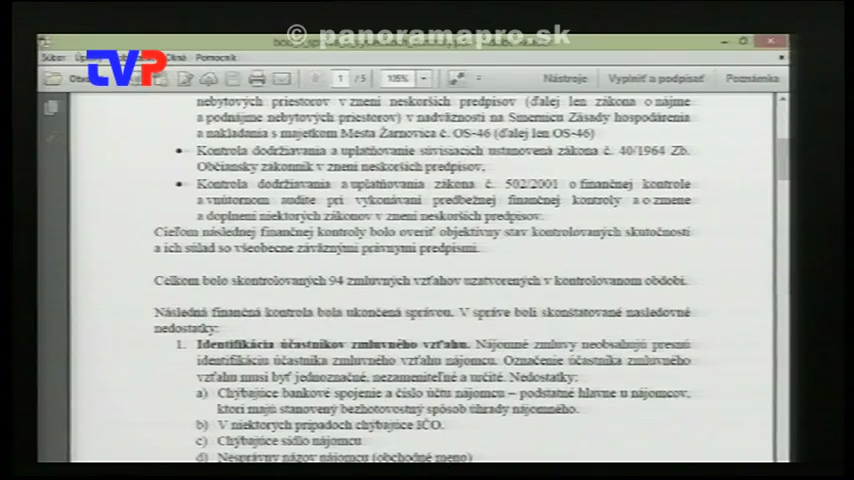 © panoramapro.sk
TVP
Súbor
Okná Pomocník
1 / 5 105% Nástroje Vyplniť a podpísať Poznámka
nebytových priestorov v znení neskorších predpisov (ďalej len zákona o nájme
a podnájme nebytových priestorov) v nadväznosti na Smernicu Zásady hospodárenia
a nakladania s majetkom Mesta Žarnovica č. OS-46 (ďalej len OS-46)
• Kontrola dodržiavania a uplatňovanie súvisiacich ustanovená zákona č. 40/1964 Zb.
Občiansky zákonník v znení neskorších predpisov,
• Kontrola dodržiavania a uplatňovania zákona č. 502/2001 o finančnej kontrole
a vnútornom audite pri vykonávaní predbežnej finančnej kontroly a o zmene
a doplnení niektorých zákonov v znení neskorších predpisov.
Cieľom následnej finančnej kontroly bolo overiť objektívny stav kontrolovaných skutočností
a ich súlad so všeobecne záväznými právnymi predpismi.
Celkom bolo skontrolovaných 94 zmluvných vzťahov uzatvorených v kontrolovanom období.
Následná finančná kontrola bola ukončená správou. V správe boli skonštatované nasledovné
nedostatky:
1. Identifikácia účastníkov zmluvného vzťahu. Nájomné zmluvy neobsahujú presnú
identifikáciu účastníka zmluvného vzťahu nájomcu. Označenie účastníka zmluvného
vzťahu musí byť jednoznačné, nezameniteľné a určité. Nedostatky:
a) Chýbajúce bankové spojenie a číslo účtu nájomcu – podstatné hlavne u nájomcov,
ktorí majú stanovený bezhotovostný spôsob úhrady nájomného.
b) V niektorých prípadoch chýbajúce IČO.
c) Chýbajúce sídlo nájomcu
d) Nesprávny názov nájomcu (obchodné meno)